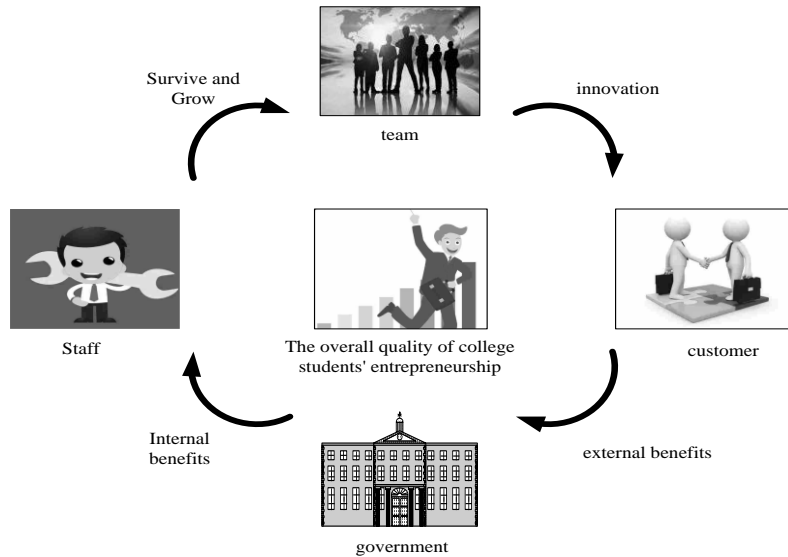 Survive and
Grow
innovation
team
Staff
The overall quality of college
students' entrepreneurship
customer
Internal
benefits
external benefits
government